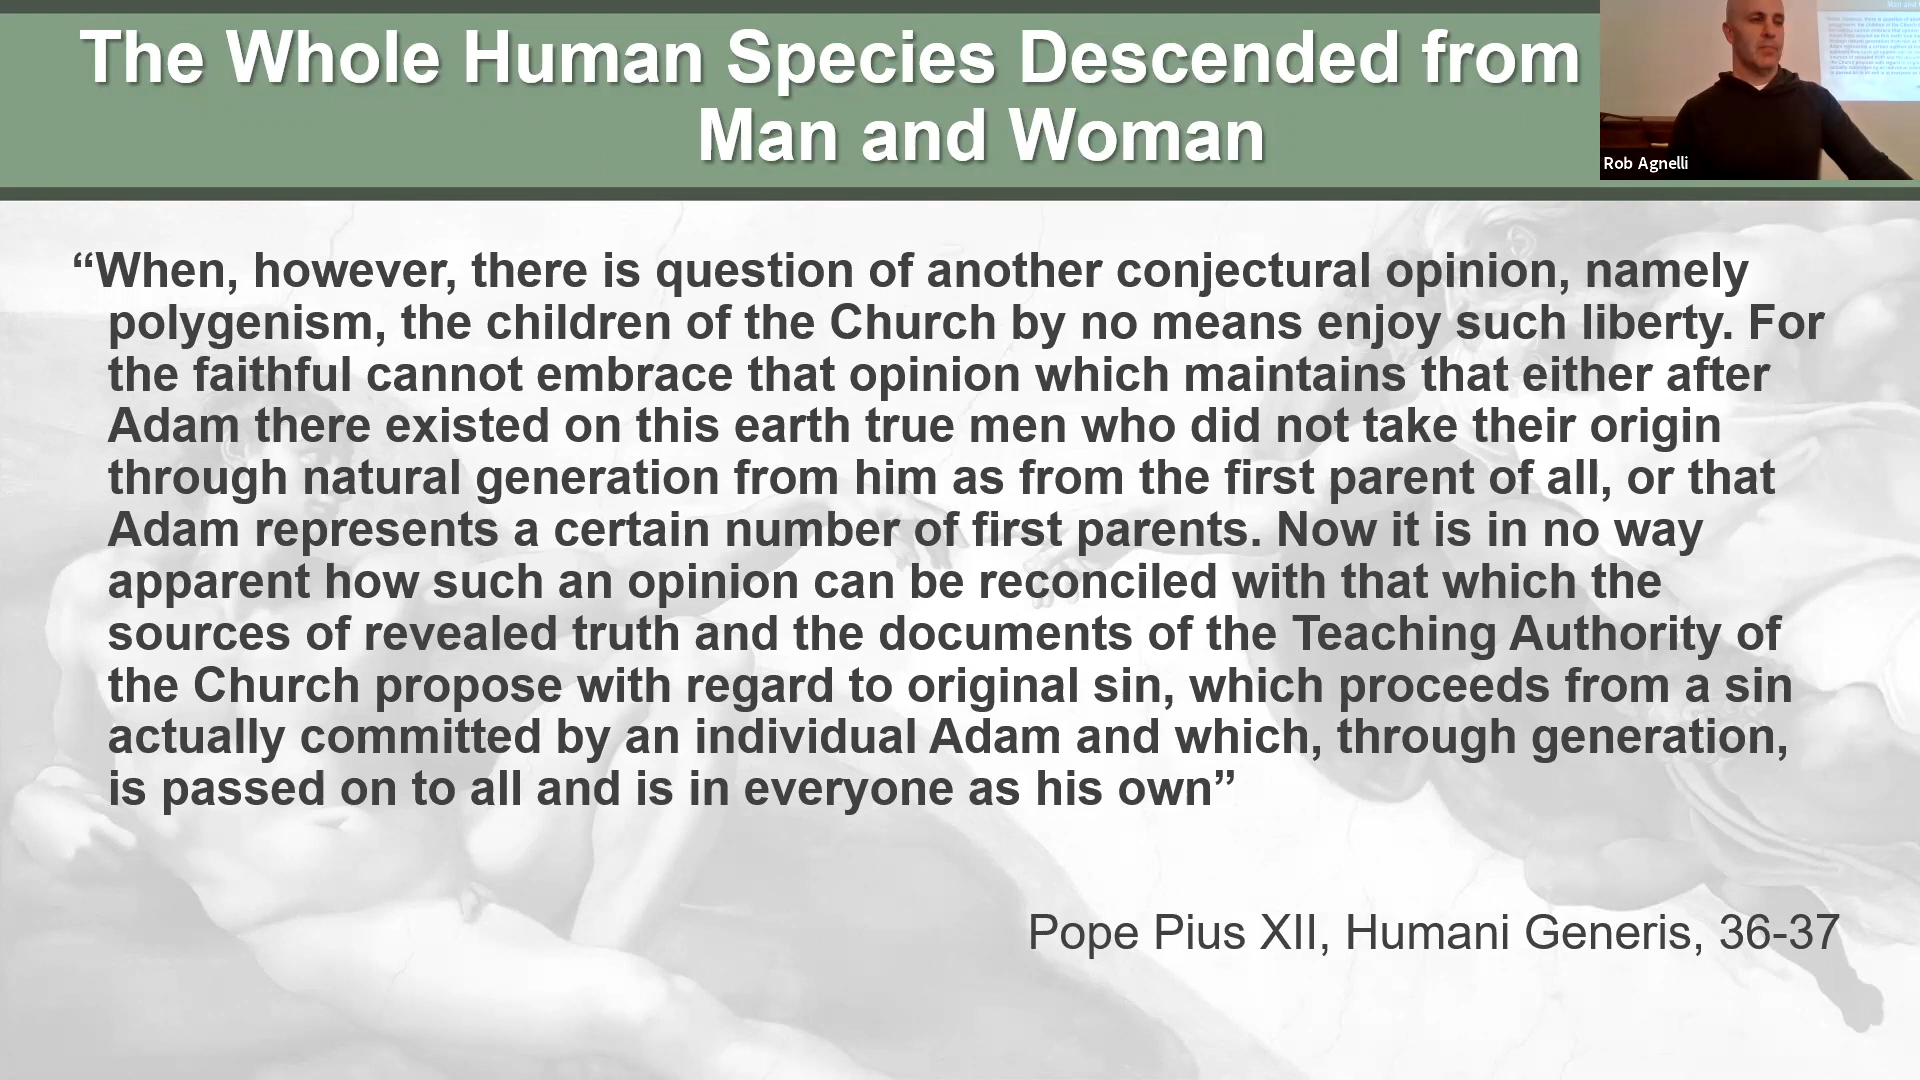 The Whole Human Species Descended from
Man and Woman
Rob Agnelli
“When, however, there is question of another conjectural opinion, namely
polygenism, the children of the Church by no means enjoy such liberty. For
the faithful cannot embrace that opinion which maintains that either after
Adam there existed on this earth true men who did not take their origin
through natural generation from him as from the first parent of all, or that
Adam represents a certain number of first parents. Now it is in no way
apparent how such an opinion can be reconciled with that which the
sources of revealed truth and the documents of the Teaching Authority of
the Church propose with regard to original sin, which proceeds from a sin
actually committed by an individual Adam and which, through generation,
is passed on to all and is in everyone as his own”
Pope Pius XII, Humani Generis, 36-37